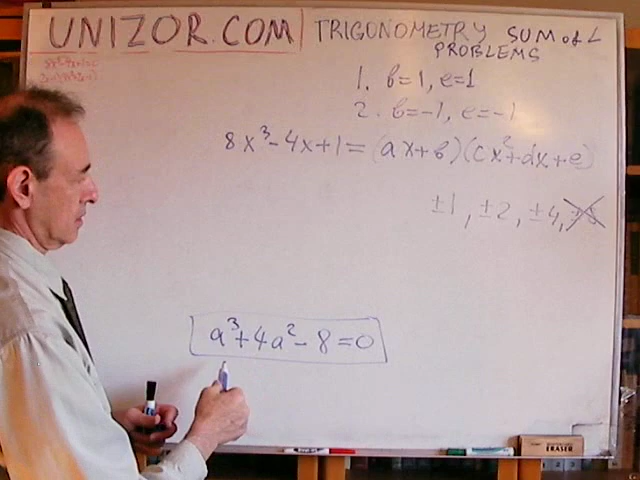 UNIZOR.COM
TRIGONOMETRY SUM of L
PROBLEMS
1. b=1, e=1
2. b=-1, e=-1
8x³-4x+1=(ax+b)(cx²+dx+e)
±1, ±2, ±4,
a³+4a²-8=0
ERASER